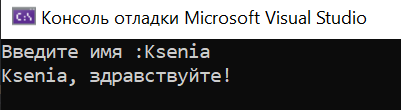 Консоль отладки Microsoft Visual Studio
Введите имя :Ksenia
Ksenia, здравствуйте!